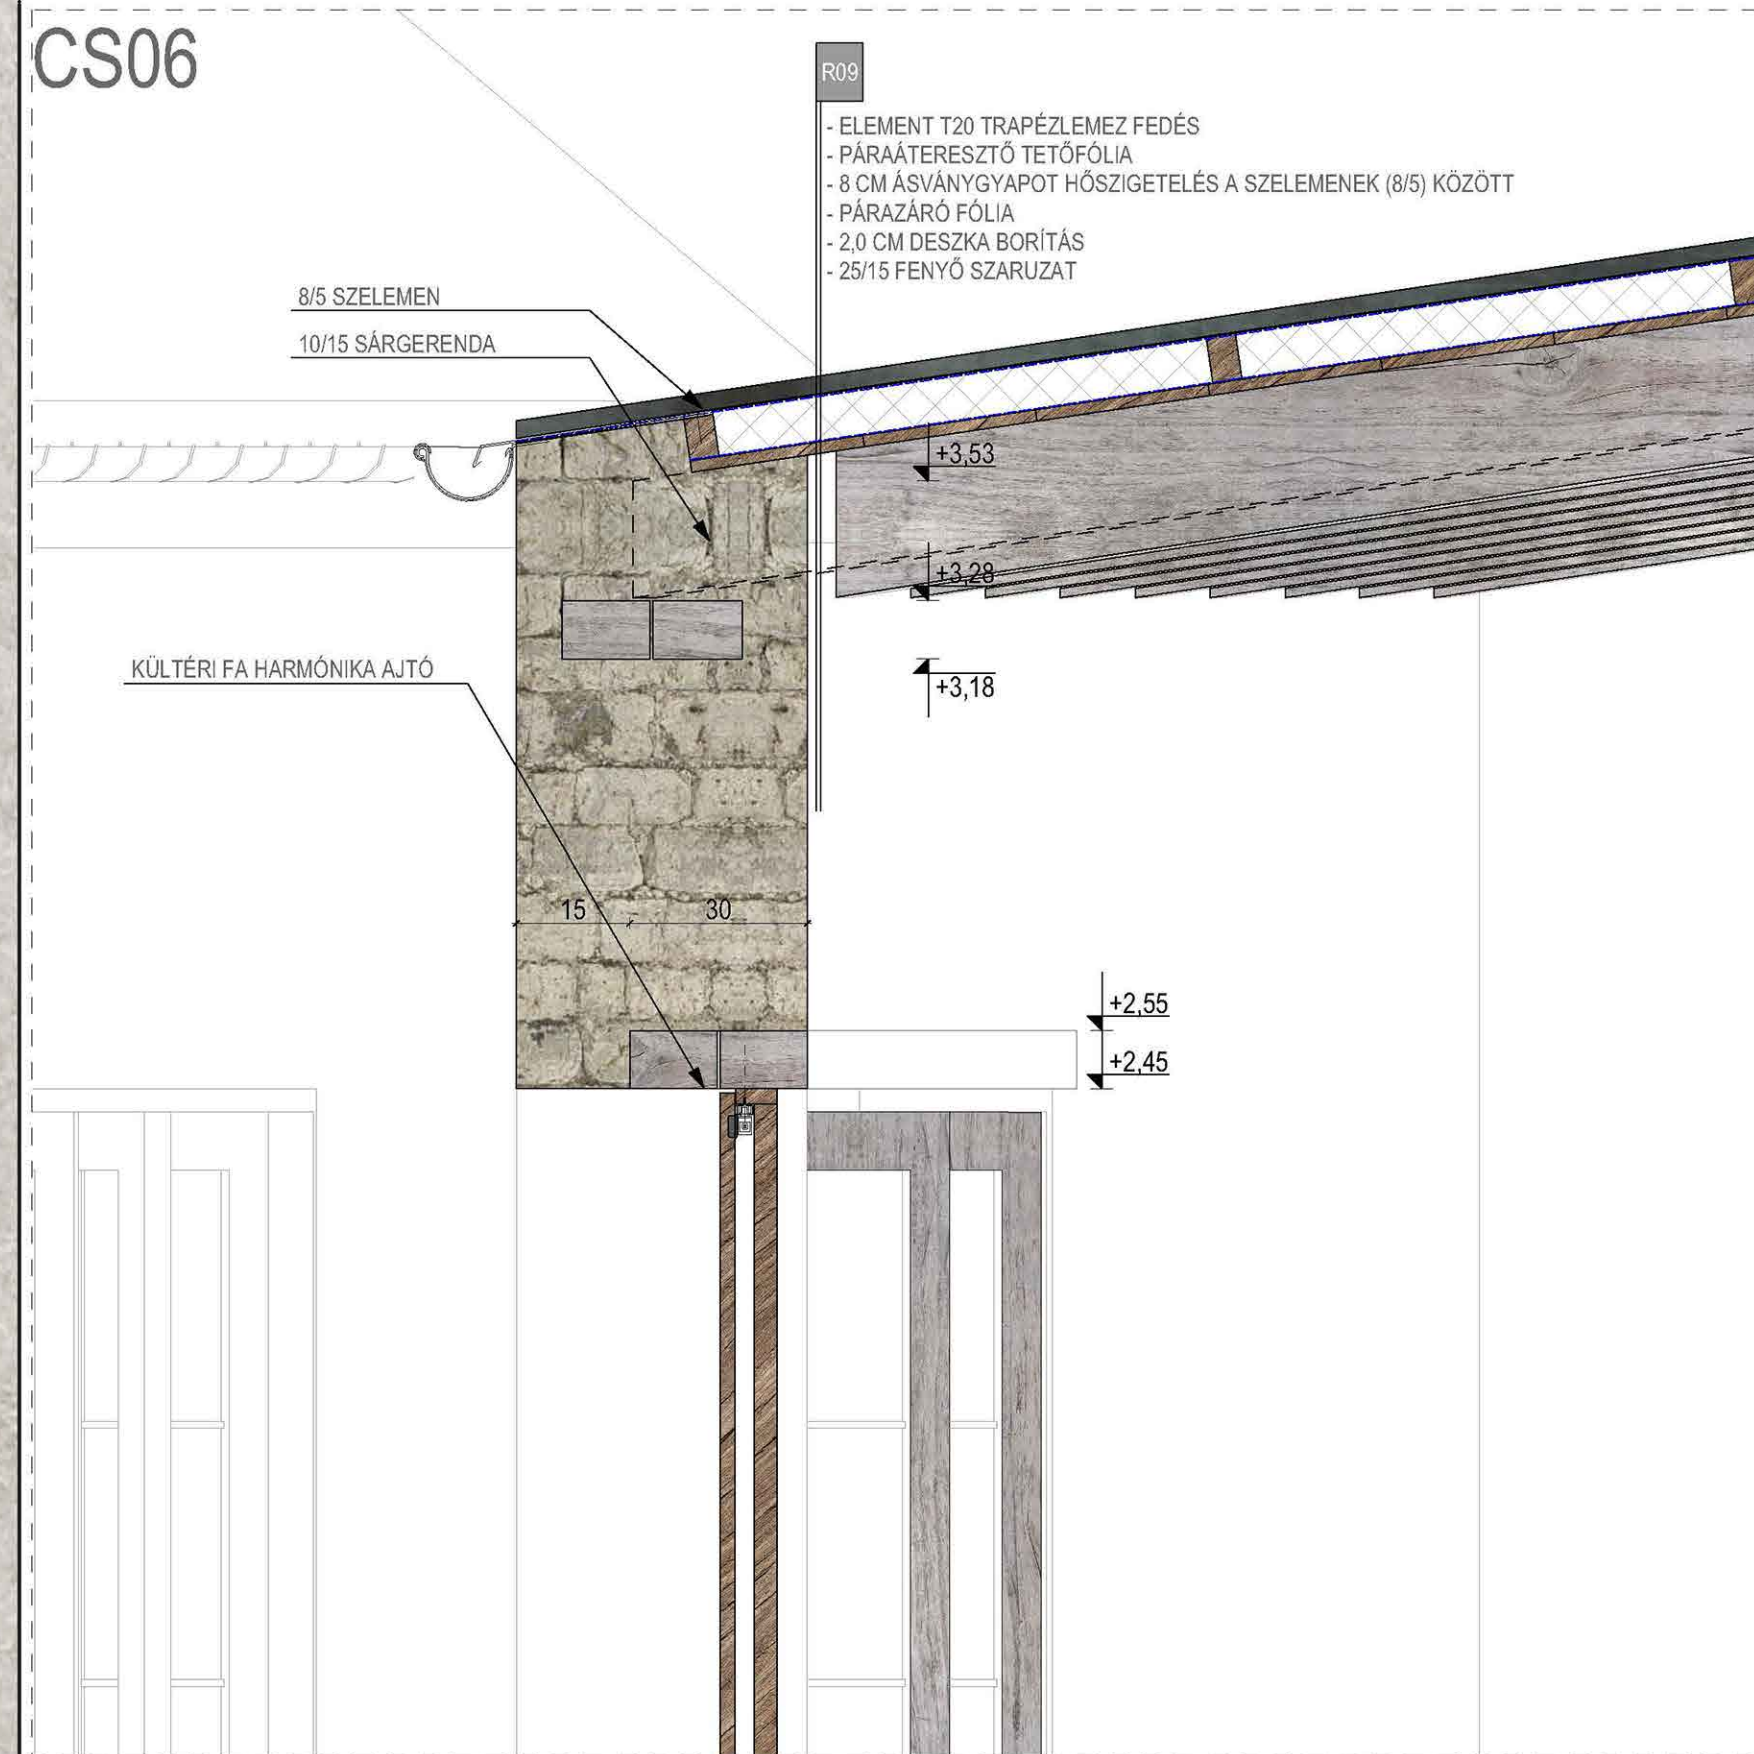 CS06
R09
- ELEMENT T20 TRAPÉZLEMEZ FEDÉS
- PÁRAÁTERESZTŐ TETŐFÓLIA
- 8 CM ÁSVÁNYGYAPOT HŐSZIGETELÉS A SZELEMENEK (8/5) KÖZÖTT
- PÁRAZÁRÓ FÓLIA
- 2,0 CM DESZKA BORÍTÁS
- 25/15 FENYŐ SZARUZAT
8/5 SZELEMEN
10/15 SÁRGERENDA
+3,53
+3,28
KÜLTÉRI FA HARMÓNIKA AJTÓ
+3,18
15 30
+2,55
+2,45